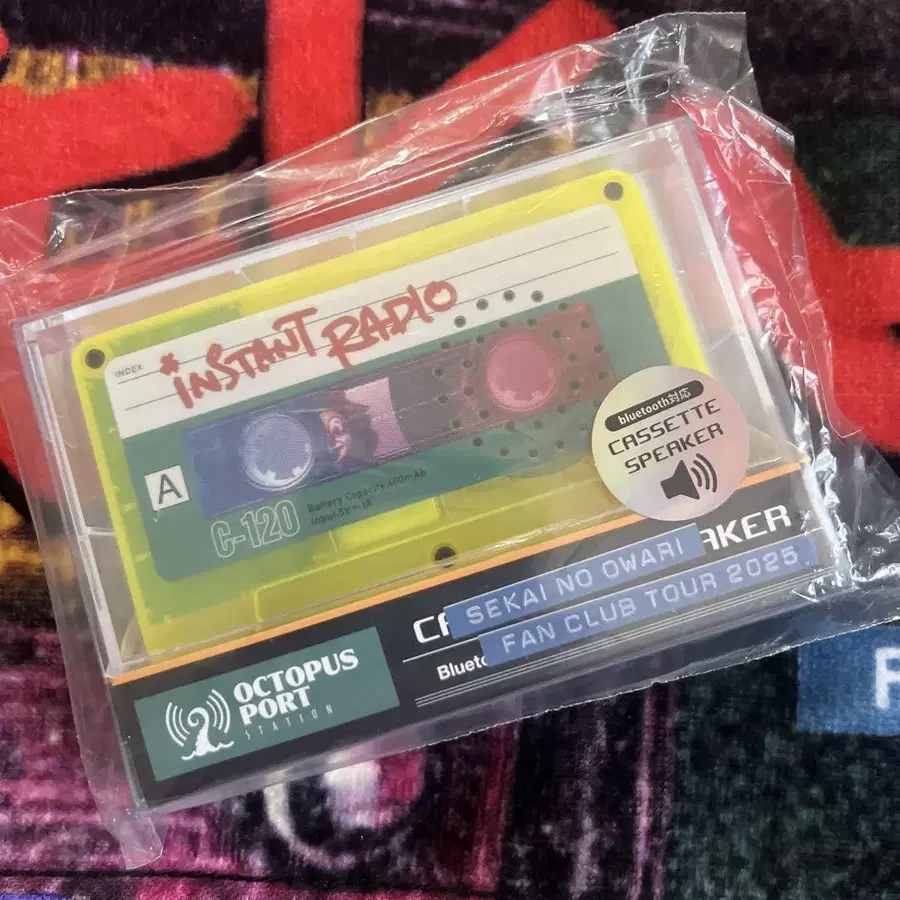 INDEX
*INSTANT RADIO
A
C-120
Battery Capacity:400mAh
Input:5V⎓1A
bluetooth対応
CASSETTE
SPEAKER
AKER
SEKAI NO OWARI
FAN CLUB TOUR 2025
OCTOPUS
PORT
STATION